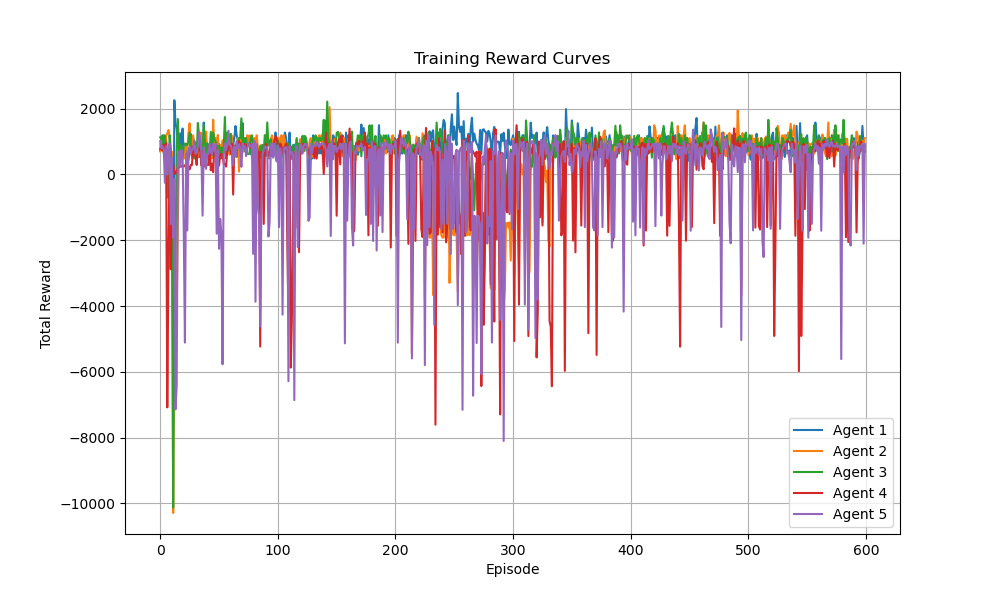 Training Reward Curves
Total Reward
2000
0
−2000
−4000
−6000
−8000
−10000
0 100 200 300 400 500 600
Episode
Agent 1
Agent 2
Agent 3
Agent 4
Agent 5